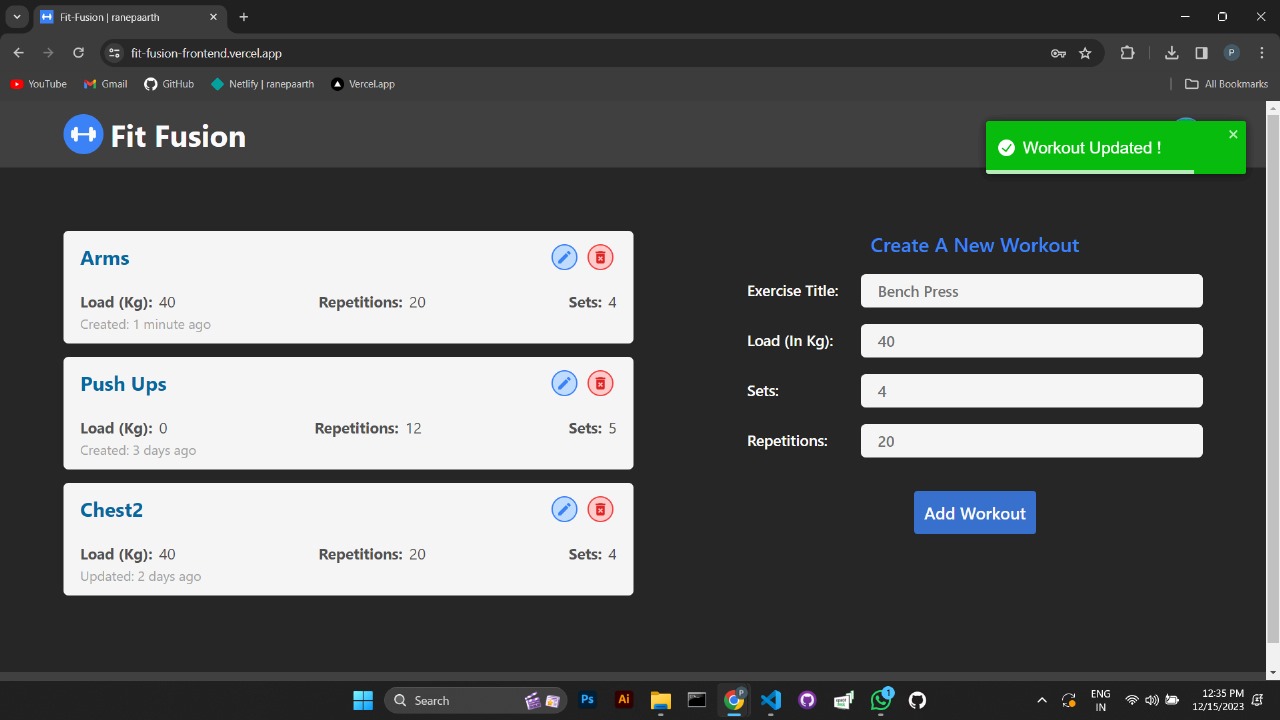 Fit-Fusion | ranepaarth
fit-fusion-frontend.vercel.app
P
YouTube
Gmail
GitHub
Netlify | ranepaarth
Vercel.app
All Bookmarks
Fit Fusion
Workout Updated !
Arms
Load (Kg): 40 Repetitions: 20 Sets: 4
Created: 1 minute ago
Push Ups
Load (Kg): 0 Repetitions: 12 Sets: 5
Created: 3 days ago
Chest2
Load (Kg): 40 Repetitions: 20 Sets: 4
Updated: 2 days ago
Create A New Workout
Exercise Title: Bench Press
Load (In Kg): 40
Sets: 4
Repetitions: 20
Add Workout
Search
Ps
Ai
P
1
ENG
IN
12:35 PM
12/15/2023